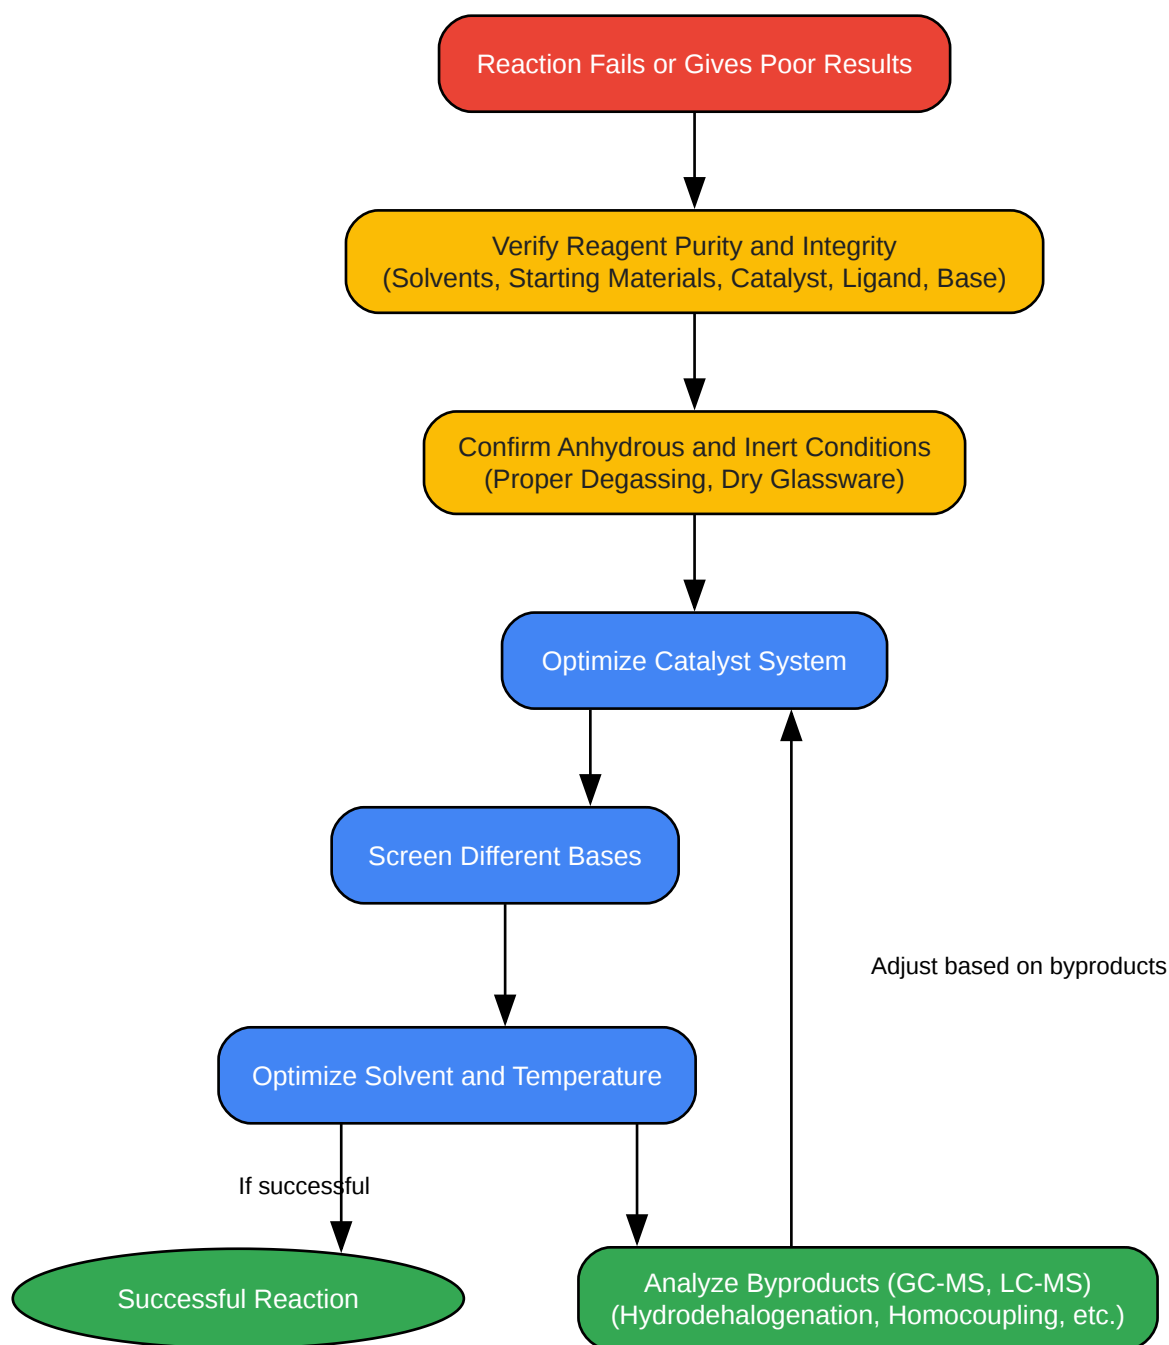 Reaction Fails or Gives Poor Results
Verify Reagent Purity and Integrity
(Solvents, Starting Materials, Catalyst, Ligand, Base)
Confirm Anhydrous and Inert Conditions
(Proper Degassing, Dry Glassware)
Optimize Catalyst System
Screen Different Bases
Adjust based on byproducts
Optimize Solvent and Temperature
If successful
Successful Reaction
Analyze Byproducts (GC-MS, LC-MS)
(Hydrodehalogenation, Homocoupling, etc.)